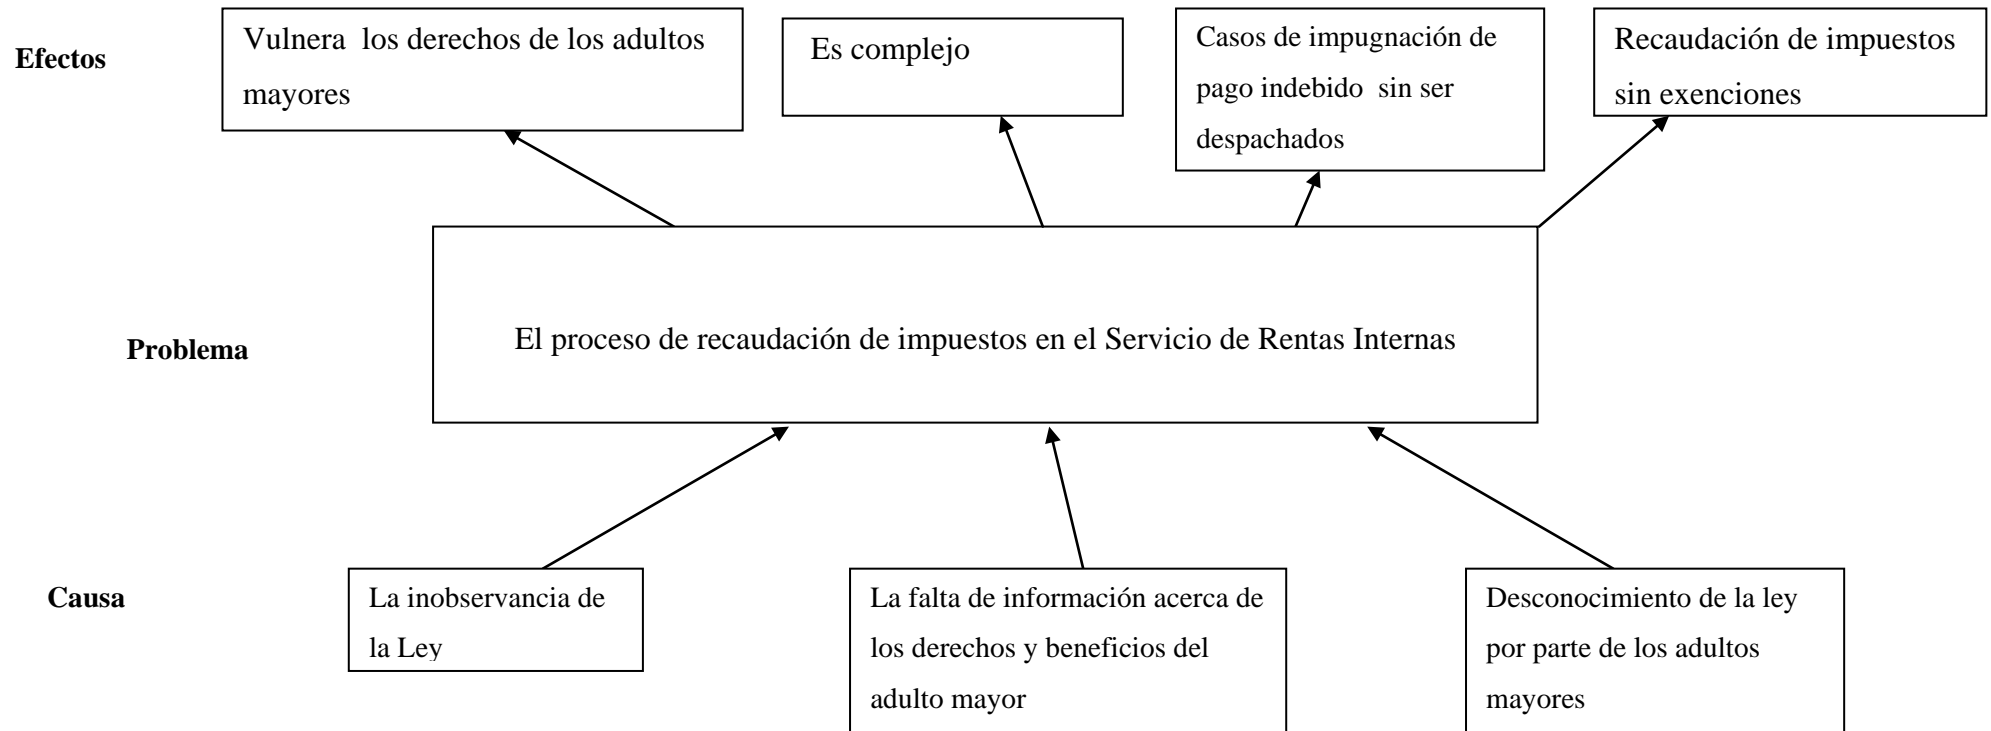 Efectos
Vulnera  los derechos de los adultos
mayores
Es complejo
Casos de impugnación de
pago indebido  sin ser
despachados
Recaudación de impuestos
sin exenciones
Problema
El proceso de recaudación de impuestos en el Servicio de Rentas Internas
Causa
La inobservancia de
la Ley
La falta de información acerca de
los derechos y beneficios del
adulto mayor
Desconocimiento de la ley
por parte de los adultos
mayores